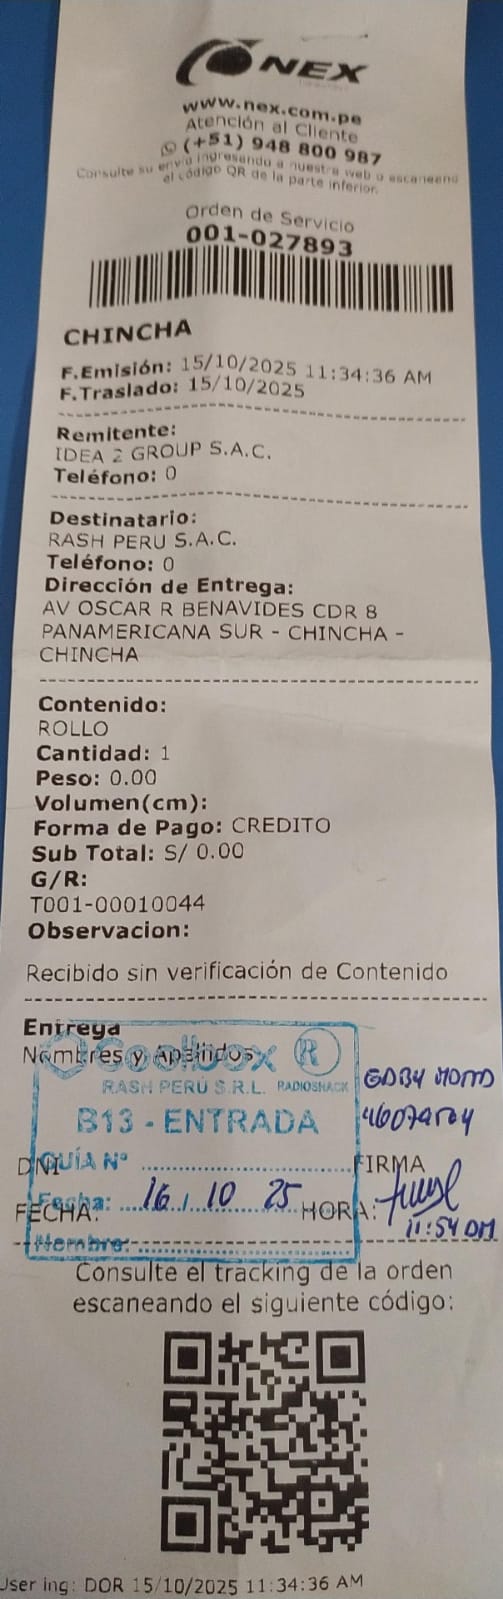 NEX
www.nex.com.pe
Atención al Cliente
(+51) 948 800 987
Consulte su envío ingresando a nuestra web o escaneando
el código QR de la parte inferior.
Orden de Servicio
001-027893
CHINCHA
F.Emisión: 15/10/2025 11:34:36 AM
F.Traslado: 15/10/2025
Remitente:
IDEA 2 GROUP S.A.C.
Teléfono: 0
Destinatario:
RASH PERU S.A.C.
Teléfono: 0
Dirección de Entrega:
AV OSCAR R BENAVIDES CDR 8
PANAMERICANA SUR - CHINCHA -
CHINCHA
Contenido:
ROLLO
Cantidad: 1
Peso: 0.00
Volumen(cm):
Forma de Pago: CREDITO
Sub Total: S/ 0.00
G/R:
T001-00010044
Observacion:
Recibido sin verificación de Contenido
Entrega
Nombres y Apellidos
Coolbox R
RASH PERÚ S.R.L. RADIOSHACK
B13 - ENTRADA
DNI
GUÍA Nº
FIRMA
FECHA:
Fecha: 16 / 10 25
HORA:
11:54
Nombre:
Consulte el tracking de la orden
escaneando el siguiente código:
User ing: DOR 15/10/2025 11:34:36 AM